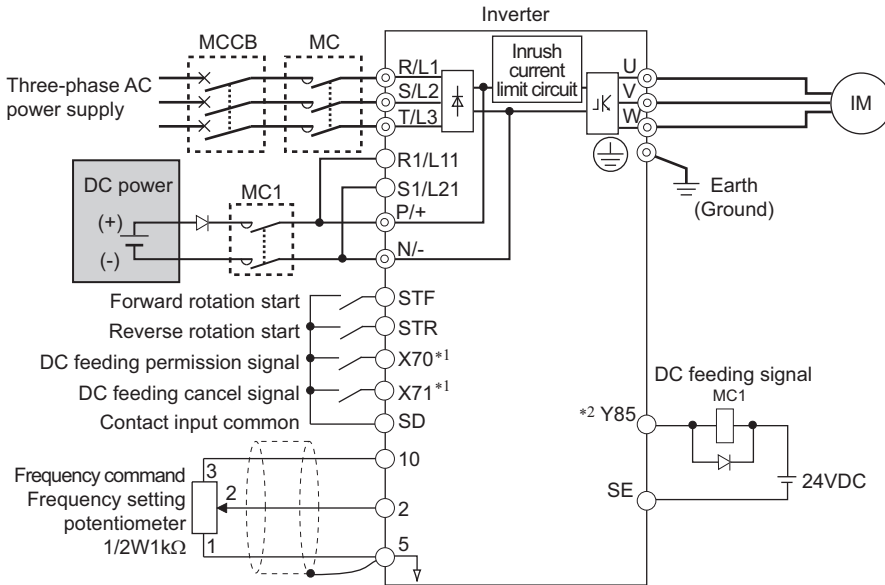 Inverter
MCCB
MC
Three-phase AC
power supply
R/L1
S/L2
T/L3
Inrush
current
limit circuit
U
V
W
IM
R1/L11
S1/L21
DC power
MC1
(+)
(-)
P/+
N/-
Earth
(Ground)
Forward rotation start
STF
Reverse rotation start
STR
DC feeding permission signal
X70*1
DC feeding cancel signal
X71*1
Contact input common
SD
DC feeding signal
MC1
*2 Y85
SE
24VDC
Frequency command
Frequency setting
potentiometer
1/2W1kΩ
3
2
1
10
2
5